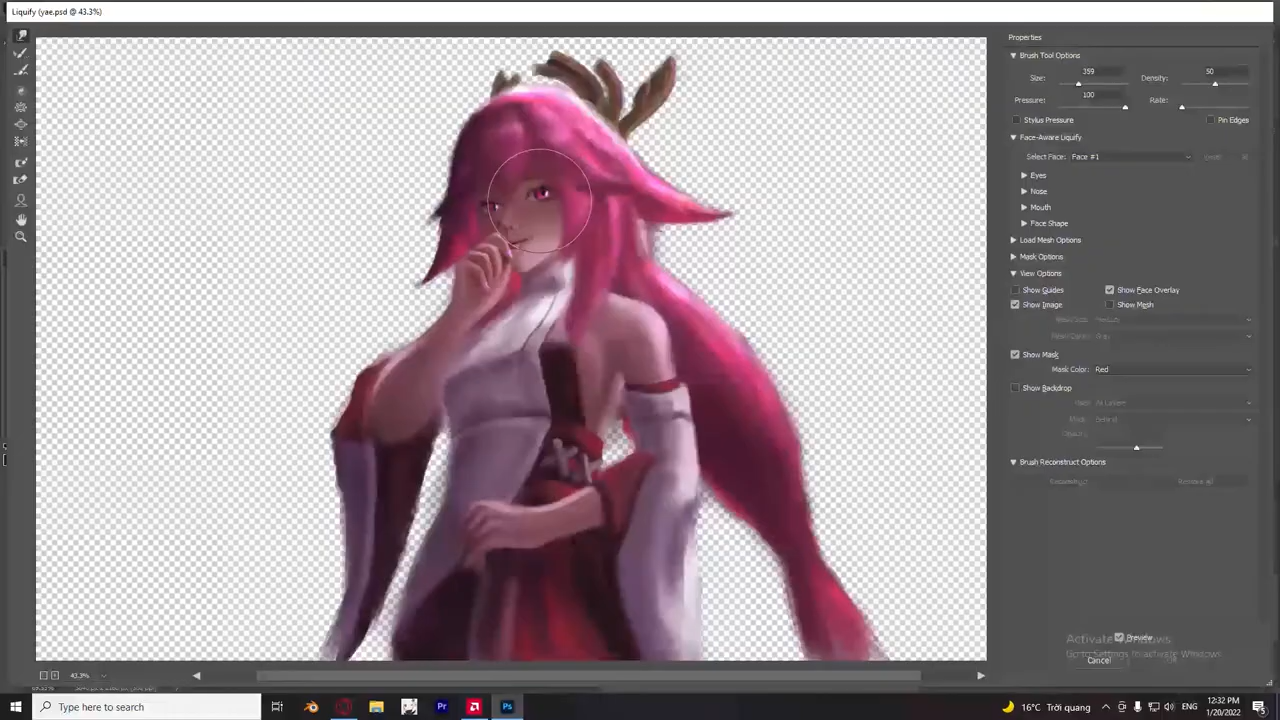 Liquify (yae.psd @ 43.3%)
Properties
Brush Tool Options
Size: 359 Density: 50
Pressure: 100 Rate:
Stylus Pressure Pin Edges
Face-Aware Liquify
Select Face: Face #1
Eyes
Nose
Mouth
Face Shape
Load Mesh Options
Mask Options
View Options
Show Guides Show Face Overlay
Show Image Show Mesh
Show Mask
Mask Color: Red
Show Backdrop
Brush Reconstruct Options
Preview
Activate Windows
Go to Settings to activate Windows.
Cancel
43.3%
Type here to search
Pr
Ps
16°C Trời quang
ENG
12:32 PM
1/20/2022